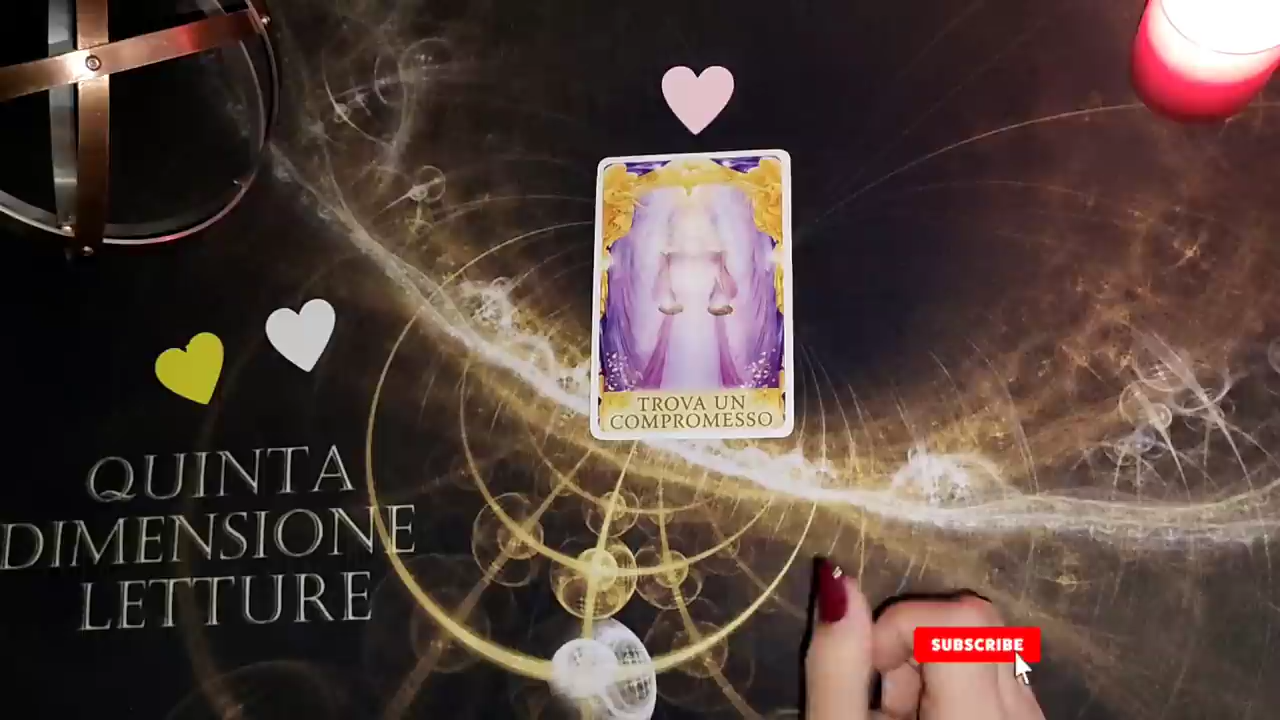 TROVA UN
COMPROMESSO
QUINTA
DIMENSIONE
LETTURE
SUBSCRIBE